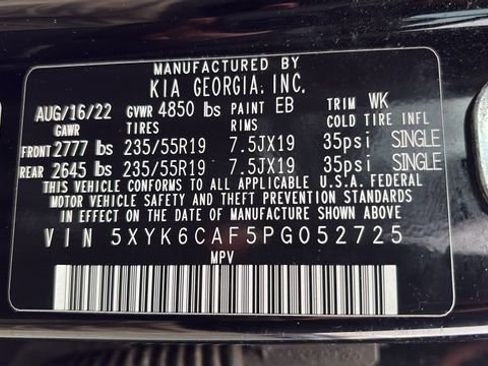 MANUFACTURED BY
KIA GEORGIA, INC.
AUG/16/22 GVWR 4850 lbs PAINT EB TRIM WK
GAWR TIRES RIMS COLD TIRE INFL
FRONT 2777 lbs 235/55R19 7.5JX19 35psi SINGLE
REAR 2645 lbs 235/55R19 7.5JX19 35psi SINGLE
THIS VEHICLE CONFORMS TO ALL APPLICABLE U.S.A. FEDERAL
MOTOR VEHICLE SAFETY AND THEFT PREVENTION STANDARDS
IN EFFECT ON THE DATE OF MANUFACTURE SHOWN ABOVE.
VIN 5XYK6CAF5PG052725
MPV